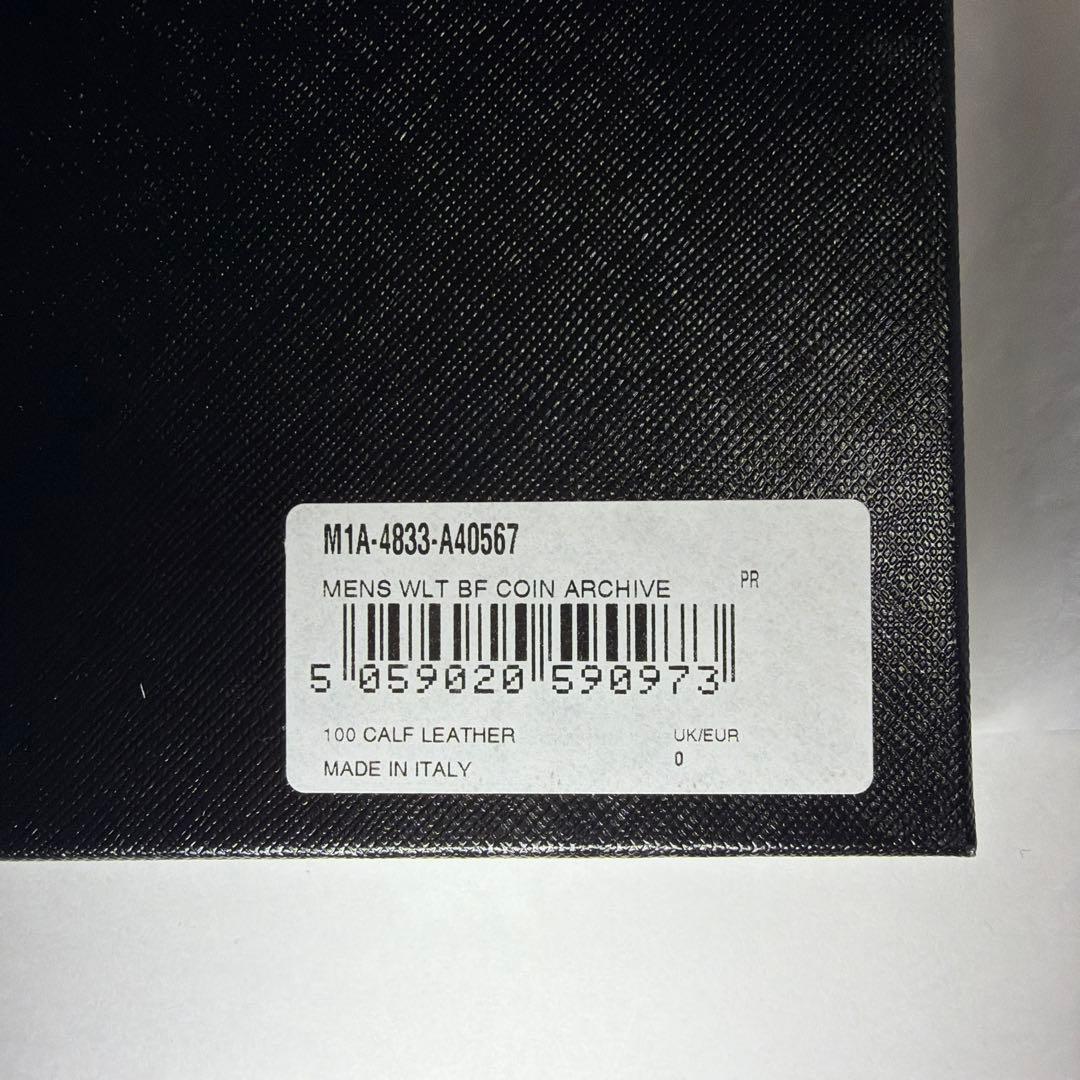 M1A-4833-A40567
MENS WLT BF COIN ARCHIVE PR
5 059020 590973
100 CALF LEATHER UK/EUR
MADE IN ITALY 0